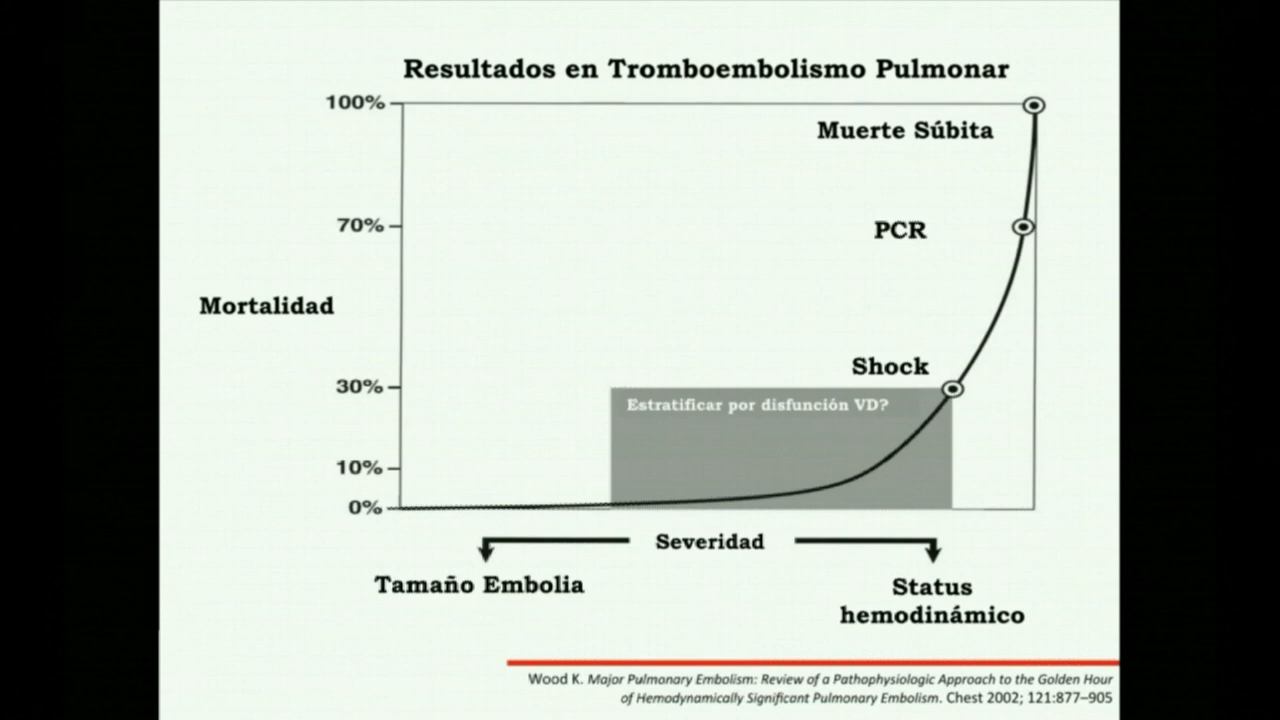 Resultados en Tromboembolismo Pulmonar
100%
Muerte Súbita
70%
PCR
Mortalidad
Shock
30%
Estratificar por disfunción VD?
10%
0%
Severidad
Tamaño Embolia
Status
hemodinámico
Wood K. Major Pulmonary Embolism: Review of a Pathophysiologic Approach to the Golden Hour
of Hemodynamically Significant Pulmonary Embolism. Chest 2002; 121:877–905